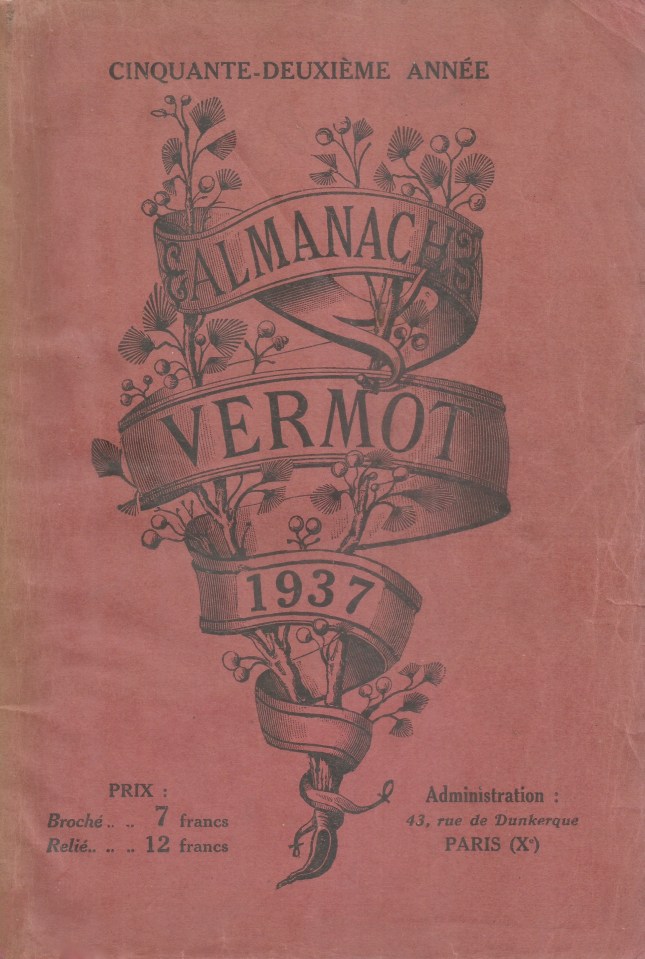 CINQUANTE-DEUXIÈME ANNÉE
ALMANACH
VERMOT
1937
PRIX :
Broché .. .. 7 francs
Relié.. .. .. 12 francs
Administration :
43, rue de Dunkerque
PARIS (Xe)